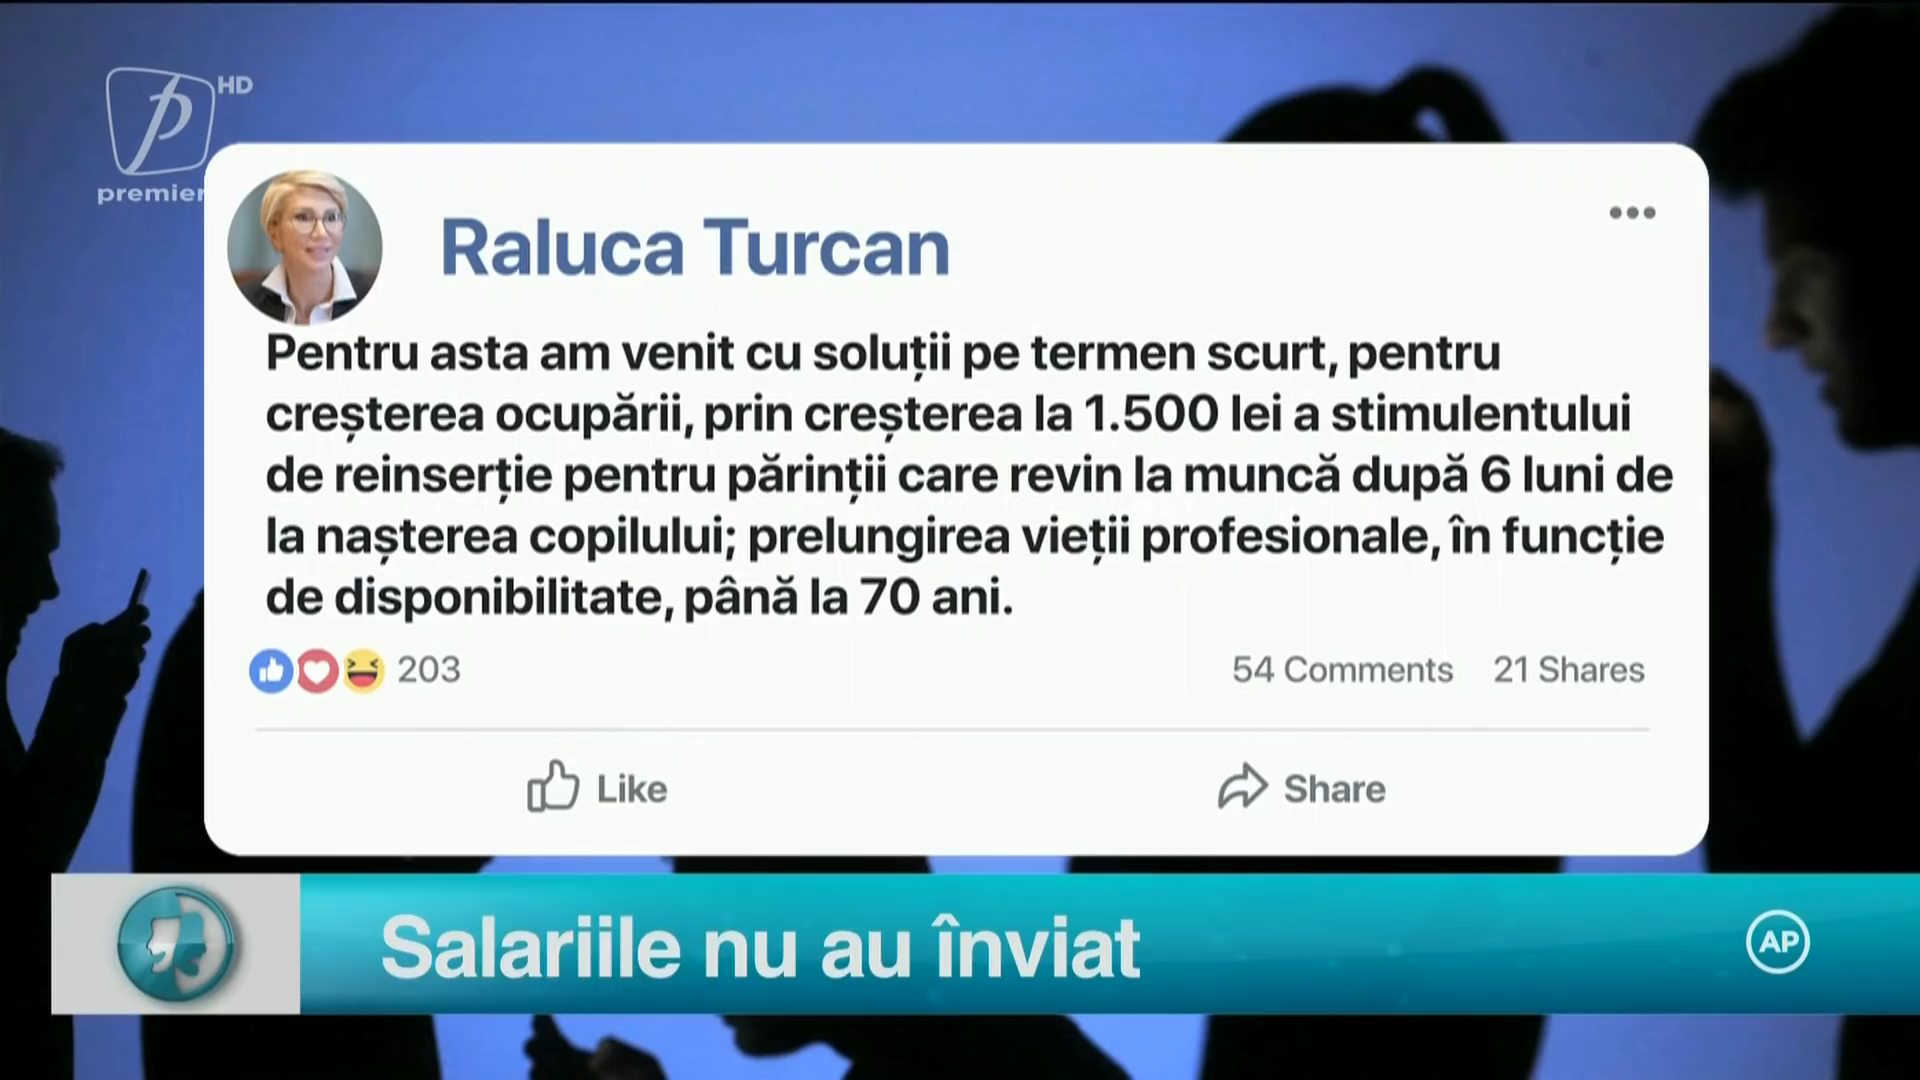 HD
premier
Raluca Turcan
Pentru asta am venit cu soluții pe termen scurt, pentru
creșterea ocupării, prin creșterea la 1.500 lei a stimulentului
de reinserție pentru părinții care revin la muncă după 6 luni de
la nașterea copilului; prelungirea vieții profesionale, în funcție
de disponibilitate, până la 70 ani.
203
54 Comments 21 Shares
Like Share
Salariile nu au înviat
AP